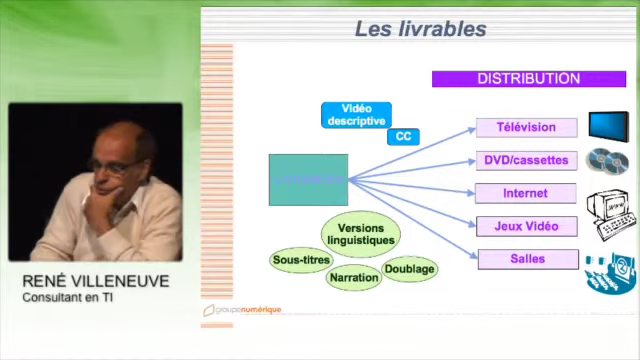 Les livrables
DISTRIBUTION
Vidéo
descriptive
CC
Télévision
DVD/cassettes
Internet
Jeux Vidéo
Salles
Versions
linguistiques
Sous-titres
Narration
Doublage
RENÉ VILLENEUVE
Consultant en TI
groupenumérique